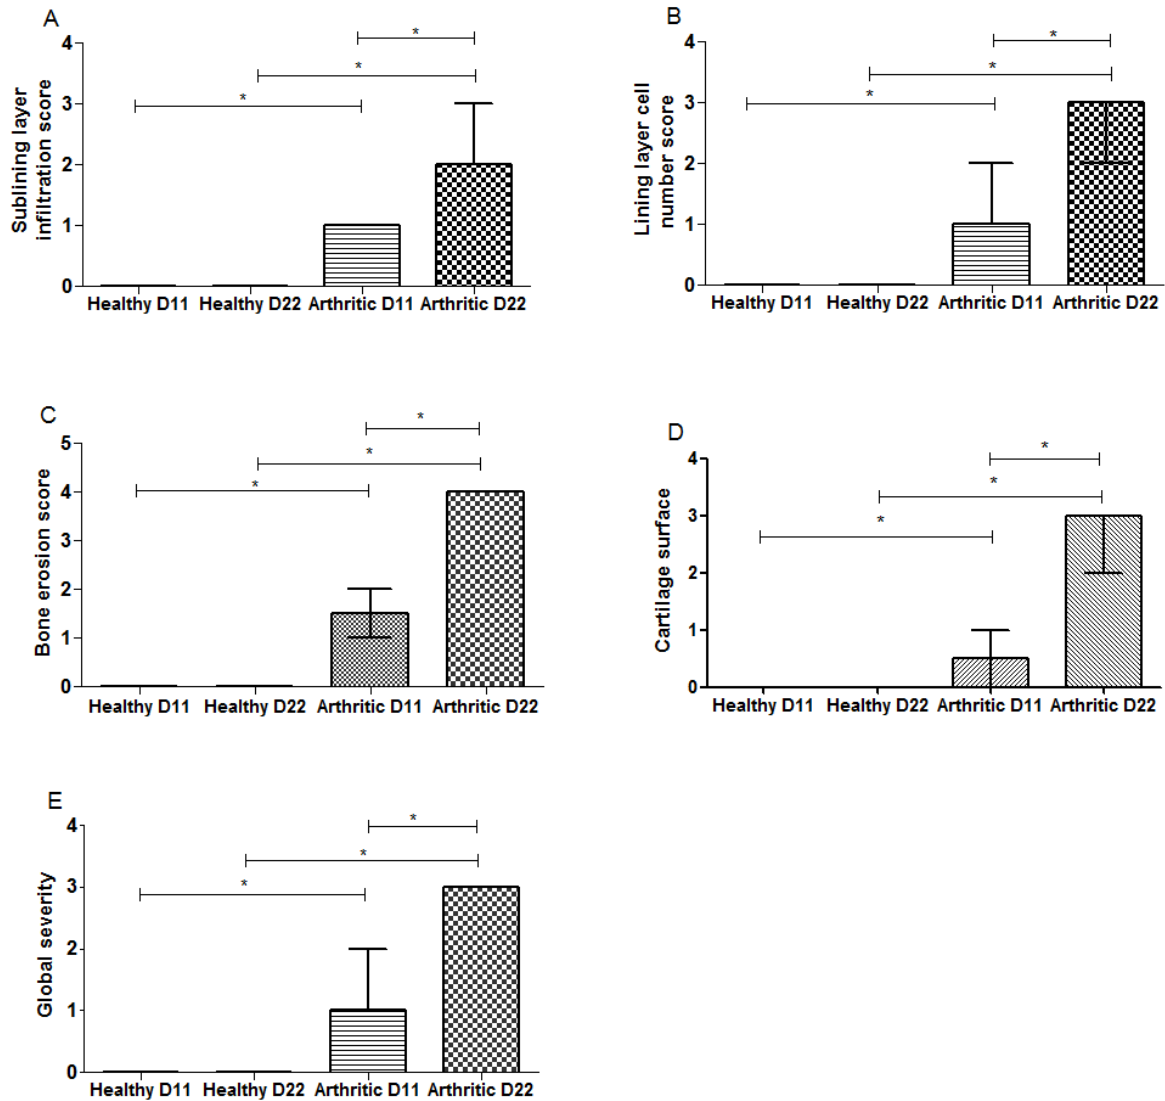 A
*
*
*
4
3
2
1
0
Sublining layer
infiltration score
Healthy D11 Healthy D22 Arthritic D11 Arthritic D22
B
*
*
*
4
3
2
1
0
Lining layer cell
number score
Healthy D11 Healthy D22 Arthritic D11 Arthritic D22
C
*
*
*
5
4
3
2
1
0
Bone erosion score
Healthy D11 Healthy D22 Arthritic D11 Arthritic D22
D
*
*
*
4
3
2
1
0
Cartilage surface
Healthy D11 Healthy D22 Arthritic D11 Arthritic D22
E
*
*
*
4
3
2
1
0
Global severity
Healthy D11 Healthy D22 Arthritic D11 Arthritic D22